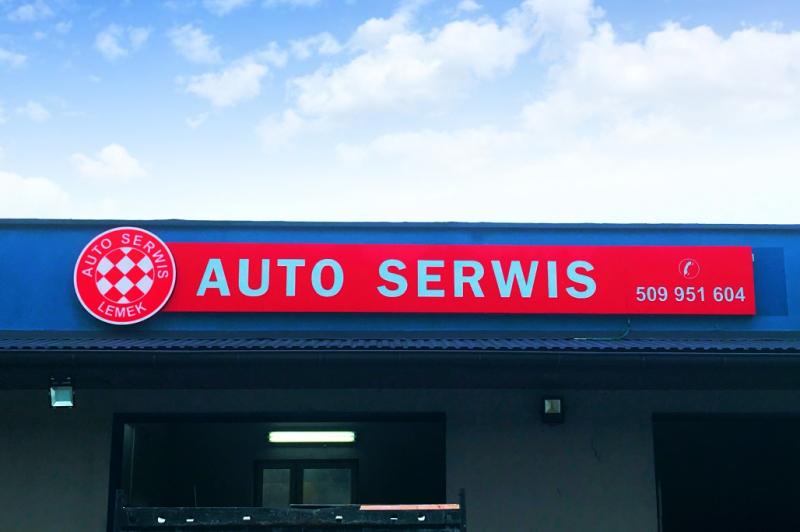 AUTO SERWIS
LEMEK
AUTO SERWIS
509 951 604